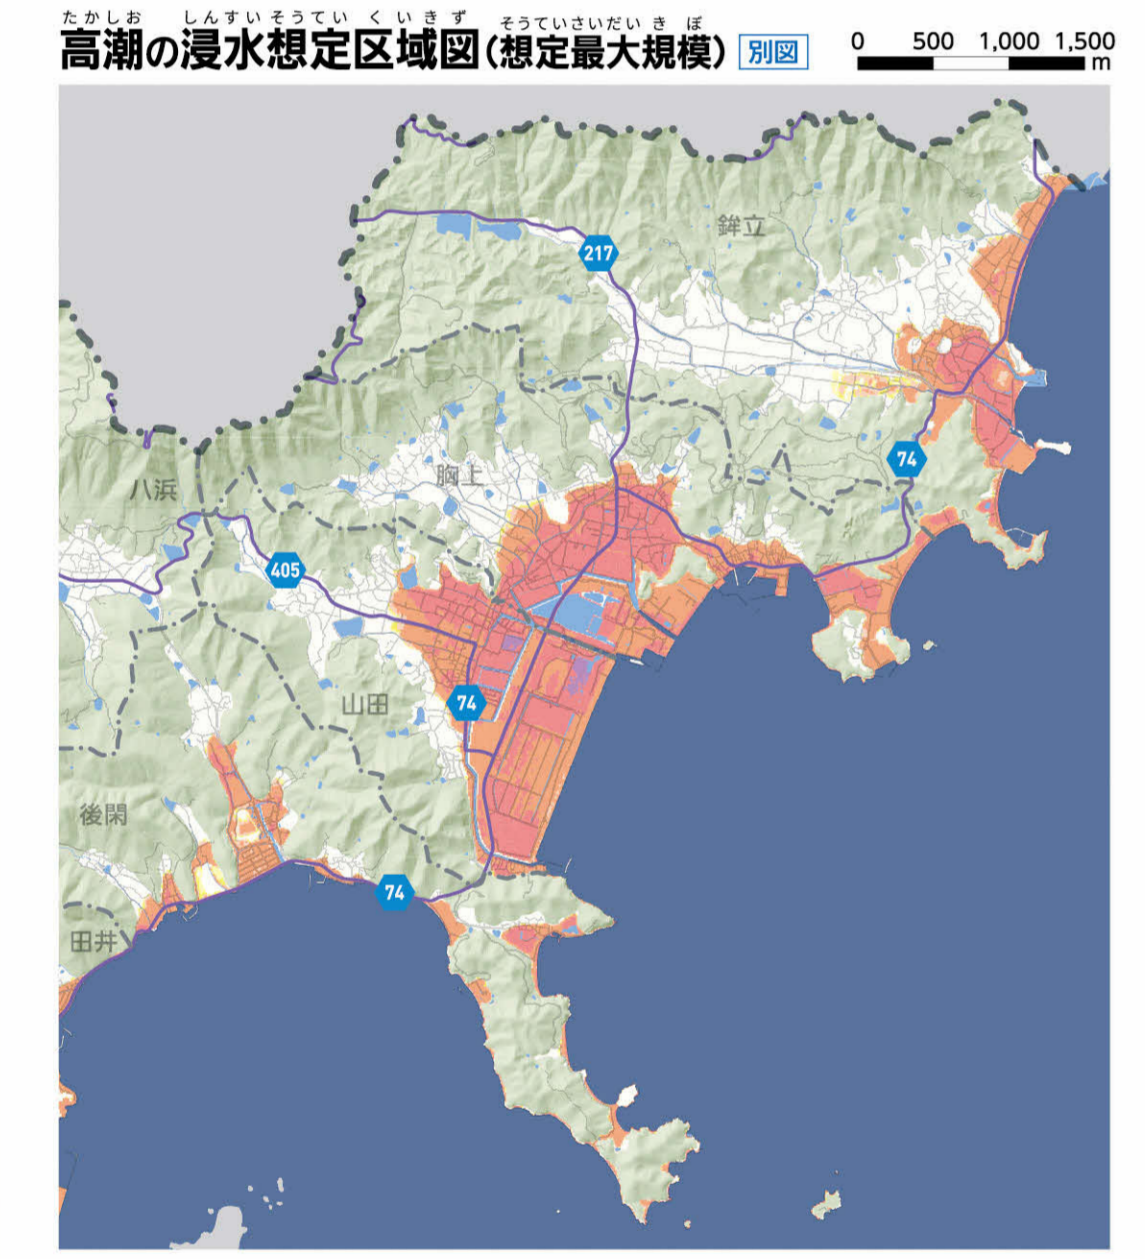 たかしお しんすいそうていくいきず そうていさいだいきぼ
高潮の浸水想定区域図(想定最大規模) 別図
0 500 1,000 1,500
m
鉾立
217
74
胸上
八浜
405
山田
74
後閑
74
田井